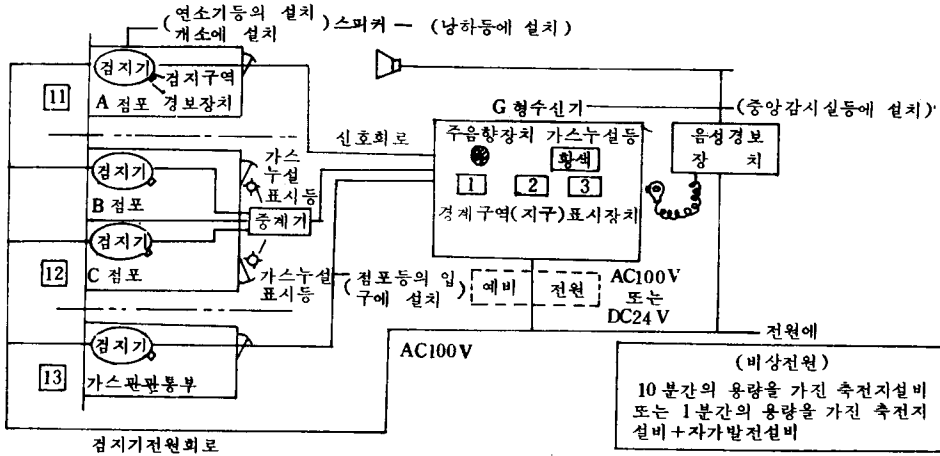 (연소기등의 설치
개소에 설치)
스피커 — (낭하등에 설치)
검지기
검지구역
경보장치
11
A 점포
G 형수신기
(중앙감시실등에 설치)
신호회로
주음향장치 가스누설등
황색
1 2 3
경계구역(지구)표시장치
음성경보
장 치
가스
누설
표시등
검지기
B 점포
중계기
검지기
12
C 점포
가스누설
표시등
(점포등의 입
구에 설치)
예비 전원
AC100V
또는
DC24V
전원에
검지기
AC100V
13
가스관관통부
(비상전원)
10분간의 용량을 가진 축전지설비
또는 1분간의 용량을 가진 축전지
설비+자가발전설비
검지기전원회로